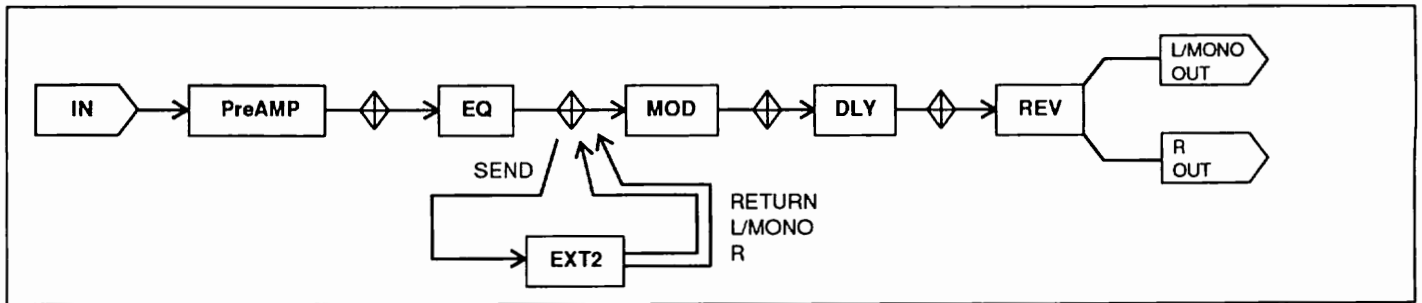 L/MONO
OUT
IN
PreAMP
EQ
MOD
DLY
REV
R
OUT
SEND
RETURN
L/MONO
R
EXT2